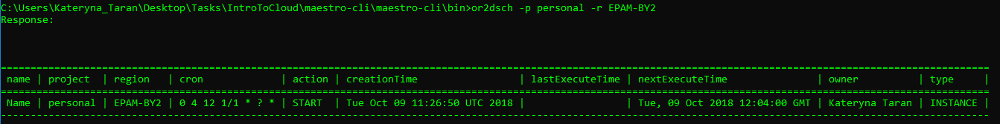 C:\Users\Kateryna_Taran\Desktop\Tasks\IntroToCloud\maestro-cli\maestro-cli\bin>or2dsch -p personal -r EPAM-BY2
Response:
name | project | region | cron | action | creationTime | lastExecuteTime | nextExecuteTime | owner | type |
Name | personal | EPAM-BY2 | 0 4 12 1/1 * ? * | START | Tue Oct 09 11:26:50 UTC 2018 | | Tue, 09 Oct 2018 12:04:00 GMT | Kateryna Taran | INSTANCE |